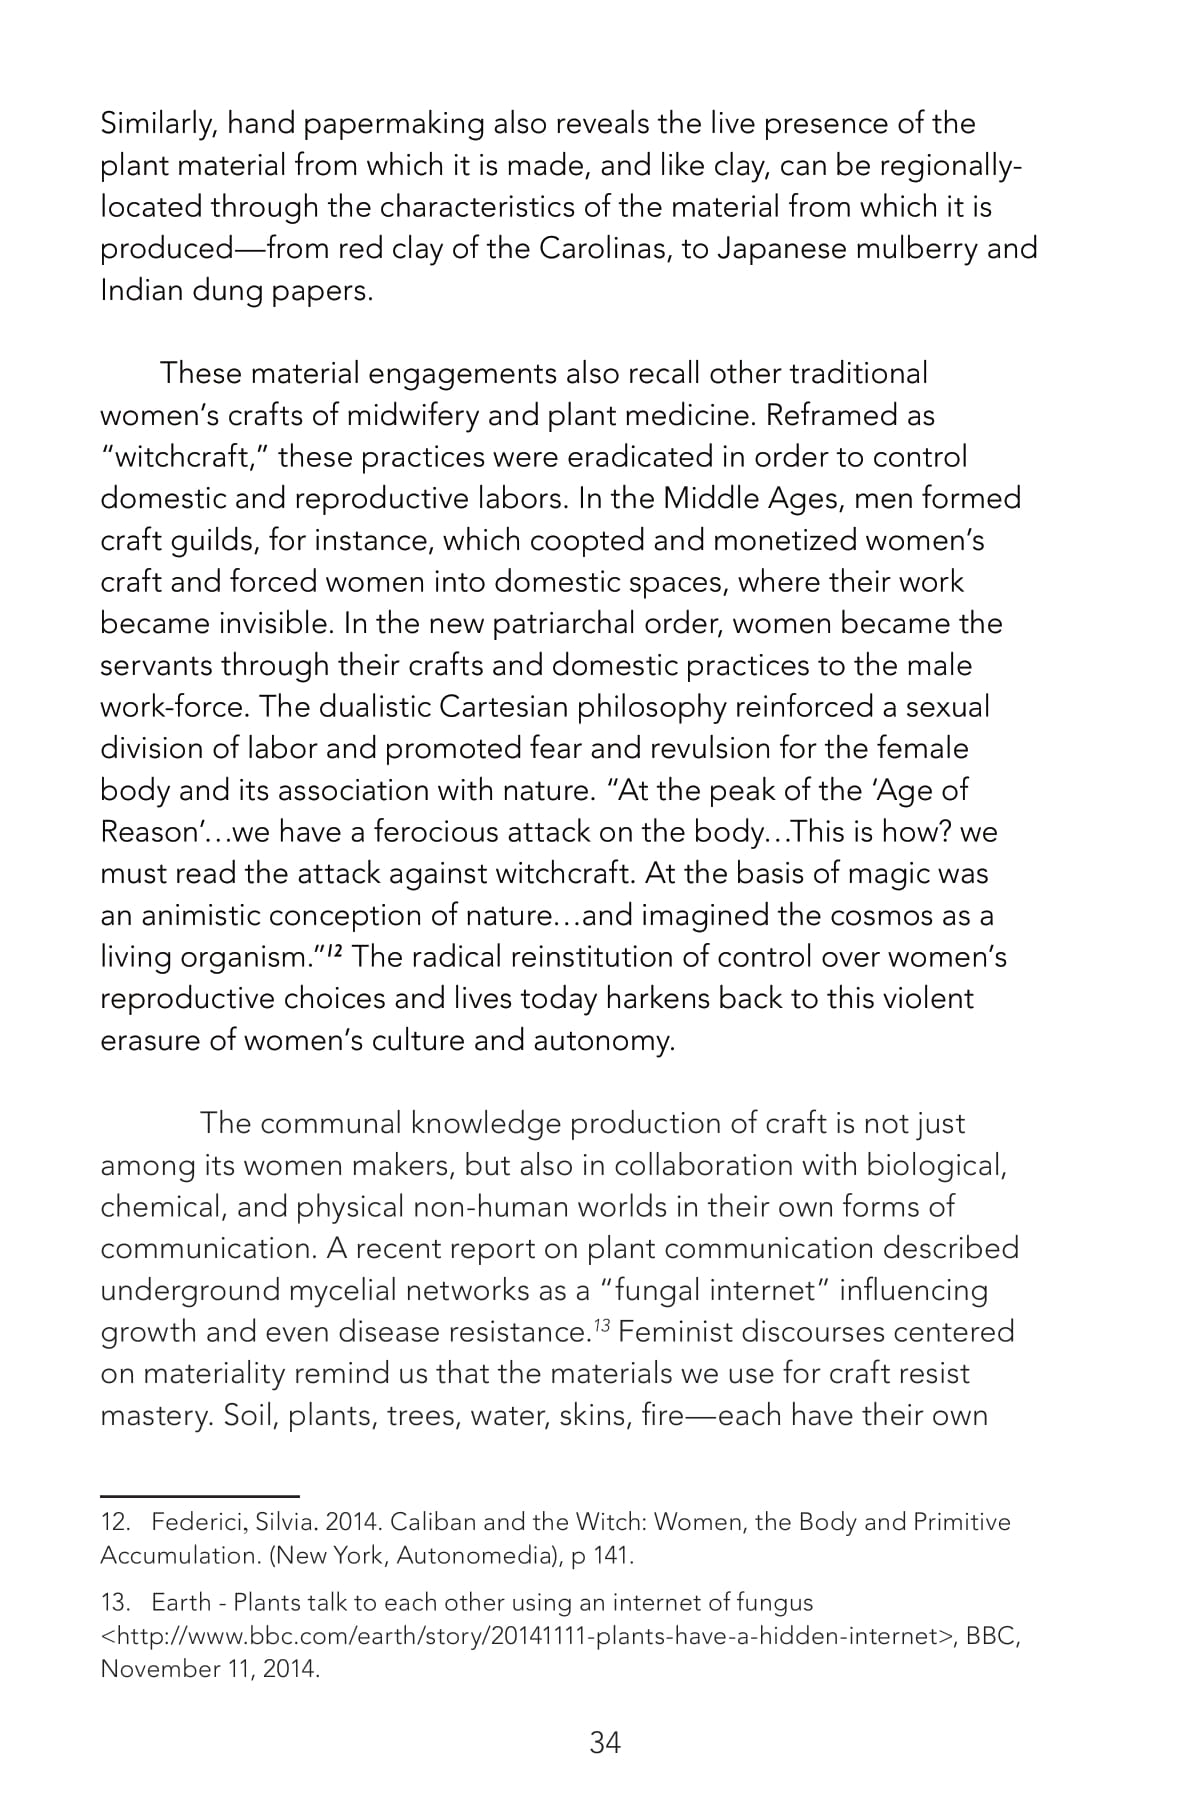 Similarly, hand papermaking also reveals the live presence of the
plant material from which it is made, and like clay, can be regionally-
located through the characteristics of the material from which it is
produced—from red clay of the Carolinas, to Japanese mulberry and
Indian dung papers.
These material engagements also recall other traditional
women’s crafts of midwifery and plant medicine. Reframed as
“witchcraft,” these practices were eradicated in order to control
domestic and reproductive labors. In the Middle Ages, men formed
craft guilds, for instance, which coopted and monetized women’s
craft and forced women into domestic spaces, where their work
became invisible. In the new patriarchal order, women became the
servants through their crafts and domestic practices to the male
work-force. The dualistic Cartesian philosophy reinforced a sexual
division of labor and promoted fear and revulsion for the female
body and its association with nature. “At the peak of the ‘Age of
Reason’…we have a ferocious attack on the body…This is how? we
must read the attack against witchcraft. At the basis of magic was
an animistic conception of nature…and imagined the cosmos as a
living organism.”12 The radical reinstitution of control over women’s
reproductive choices and lives today harkens back to this violent
erasure of women’s culture and autonomy.
The communal knowledge production of craft is not just
among its women makers, but also in collaboration with biological,
chemical, and physical non-human worlds in their own forms of
communication. A recent report on plant communication described
underground mycelial networks as a “fungal internet” influencing
growth and even disease resistance.13 Feminist discourses centered
on materiality remind us that the materials we use for craft resist
mastery. Soil, plants, trees, water, skins, fire—each have their own
12. Federici, Silvia. 2014. Caliban and the Witch: Women, the Body and Primitive
Accumulation. (New York, Autonomedia), p 141.
13. Earth - Plants talk to each other using an internet of fungus
<http://www.bbc.com/earth/story/20141111-plants-have-a-hidden-internet>, BBC,
November 11, 2014.
34